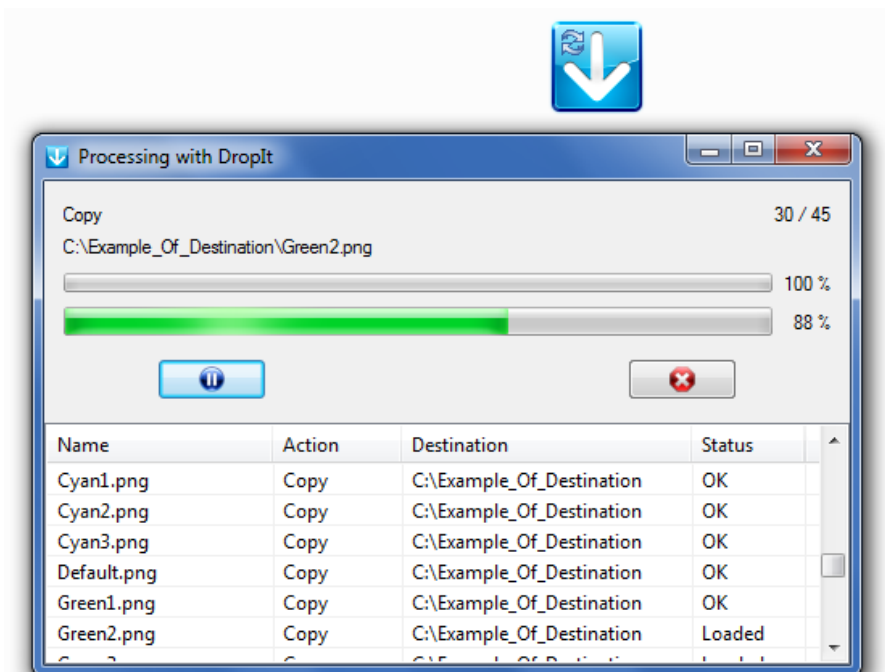 Processing with DropIt
Copy 30 / 45
C:\Example_Of_Destination\Green2.png
100 %
88 %
Name Action Destination Status
Cyan1.png Copy C:\Example_Of_Destination OK
Cyan2.png Copy C:\Example_Of_Destination OK
Cyan3.png Copy C:\Example_Of_Destination OK
Default.png Copy C:\Example_Of_Destination OK
Green1.png Copy C:\Example_Of_Destination OK
Green2.png Copy C:\Example_Of_Destination Loaded